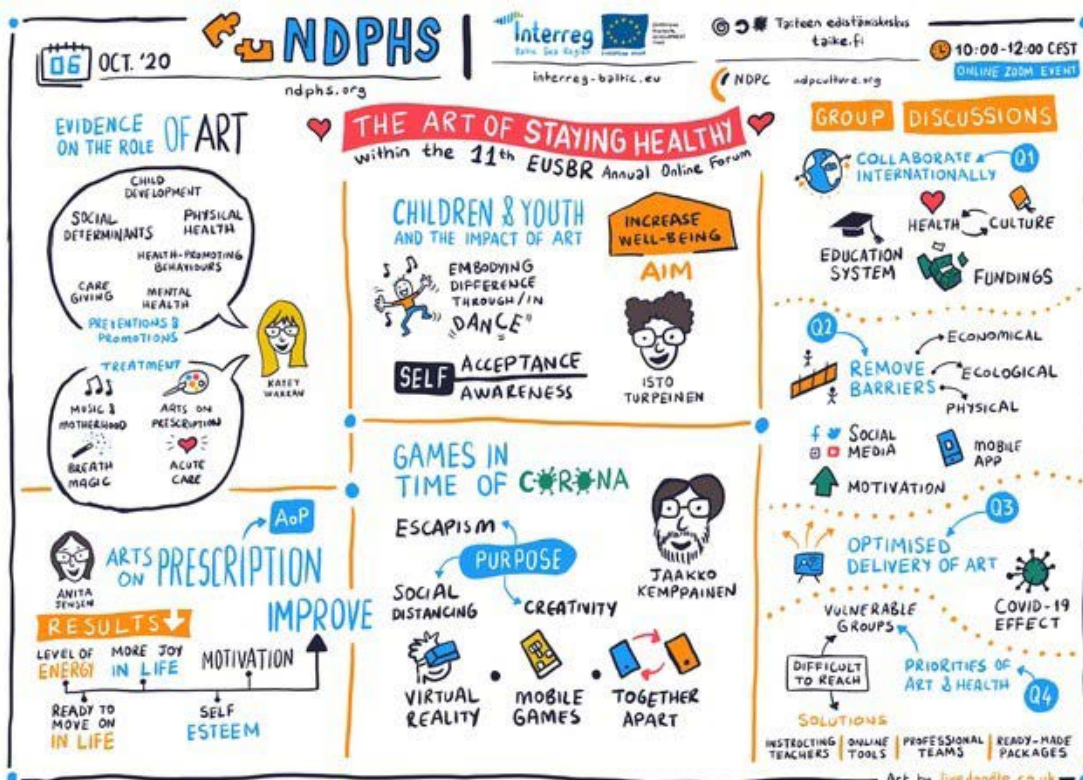 06
OCT. '20
NDPHS
ndphs.org
Interreg
Baltic Sea Region
interreg-baltic.eu
Taiteen edistämiskeskus
taike.fi
NDPC
ndpculture.org
10:00-12:00 CEST
ONLINE ZOOM EVENT
THE ART OF STAYING HEALTHY
within the 11th EUSBR Annual Online Forum
EVIDENCE
ON THE ROLE OF ART
CHILD
DEVELOPMENT
SOCIAL
DETERMINANTS
PHYSICAL
HEALTH
HEALTH-PROMOTING
BEHAVIOURS
CARE
GIVING
MENTAL
HEALTH
PREVENTIONS &
PROMOTIONS
TREATMENT
MUSIC &
MOTHERHOOD
ARTS ON
PRESCRIPTION
BREATH
MAGIC
ACUTE
CARE
KATEY
WARRAN
AoP
ARTS
ON PRESCRIPTION
ANITA
JENSEN
RESULTS
IMPROVE
LEVEL OF
ENERGY
MORE JOY
IN LIFE
MOTIVATION
READY TO
MOVE ON
IN LIFE
SELF
ESTEEM
CHILDREN & YOUTH
AND THE IMPACT OF ART
EMBODYING
DIFFERENCE
THROUGH/IN
"DANCE"
SELF
ACCEPTANCE
AWARENESS
INCREASE
WELL-BEING
AIM
ISTO
TURPEINEN
GAMES IN
TIME OF CORONA
ESCAPISM
PURPOSE
SOCIAL
DISTANCING
CREATIVITY
JAAKKO
KEMPPAINEN
VIRTUAL
REALITY
MOBILE
GAMES
TOGETHER
APART
GROUP DISCUSSIONS
COLLABORATE
INTERNATIONALLY
Q1
HEALTH
CULTURE
EDUCATION
SYSTEM
FUNDINGS
Q2
REMOVE
BARRIERS
ECONOMICAL
ECOLOGICAL
PHYSICAL
SOCIAL
MEDIA
MOBILE
APP
MOTIVATION
Q3
OPTIMISED
DELIVERY OF ART
COVID-19
EFFECT
VULNERABLE
GROUPS
DIFFICULT
TO REACH
PRIORITIES OF
ART & HEALTH
Q4
SOLUTIONS
INSTRUCTING
TEACHERS
ONLINE
TOOLS
PROFESSIONAL
TEAMS
READY-MADE
PACKAGES
Art by livedoodle.co.uk